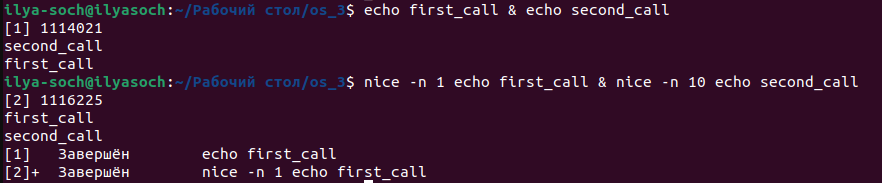 ilya-soch@ilyasoch:~/Рабочий стол/os_3$ echo first_call & echo second_call
[1] 1114021
second_call
first_call
ilya-soch@ilyasoch:~/Рабочий стол/os_3$ nice -n 1 echo first_call & nice -n 10 echo second_call
[2] 1116225
first_call
second_call
[1]   Завершён        echo first_call
[2]+  Завершён        nice -n 1 echo first_call